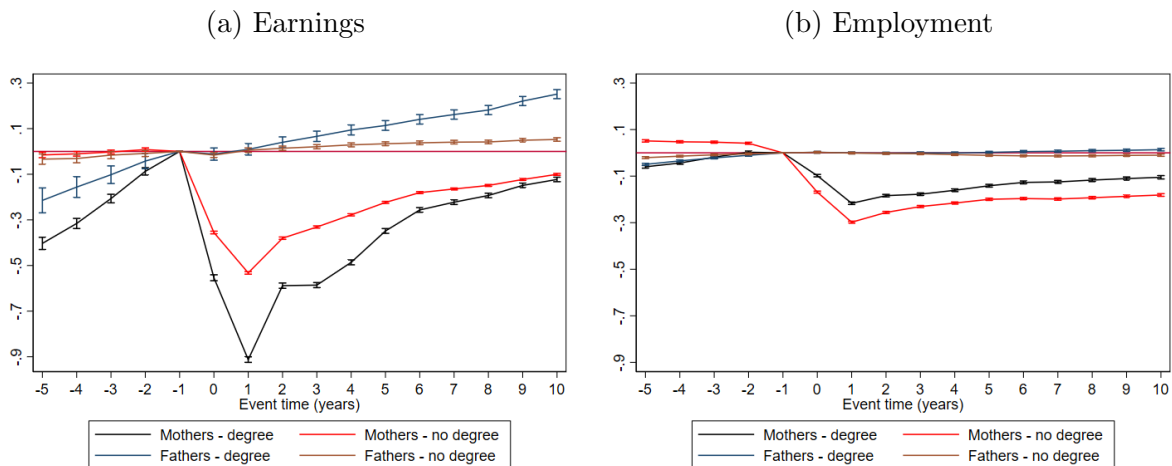 (a) Earnings
(b) Employment
.3
.1
-.1
-.3
-.5
-.7
-.9
-5 -4 -3 -2 -1 0 1 2 3 4 5 6 7 8 9 10
Event time (years)
Mothers - degree Mothers - no degree
Fathers - degree Fathers - no degree
.3
.1
-.1
-.3
-.5
-.7
-.9
-5 -4 -3 -2 -1 0 1 2 3 4 5 6 7 8 9 10
Event time (years)
Mothers - degree Mothers - no degree
Fathers - degree Fathers - no degree